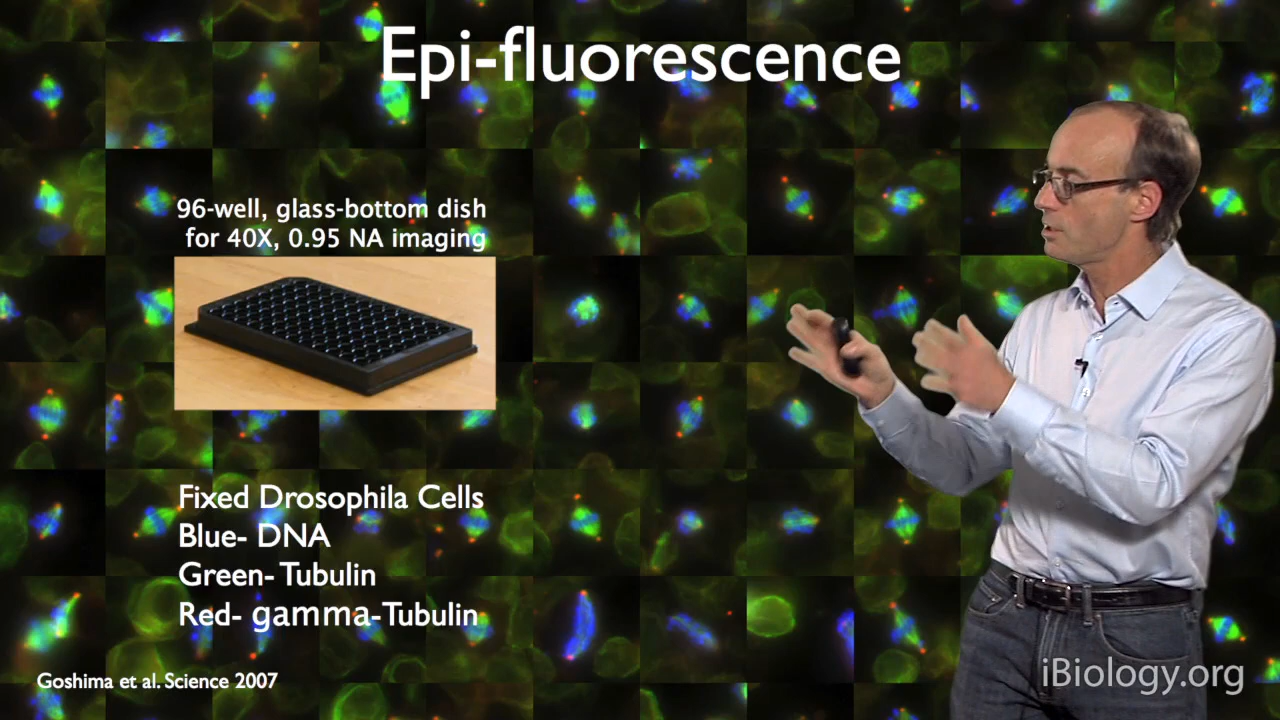 Epi-fluorescence
96-well, glass-bottom dish
for 40X, 0.95 NA imaging
Fixed Drosophila Cells
Blue- DNA
Green- Tubulin
Red- gamma-Tubulin
Goshima et al. Science 2007
iBiology.org